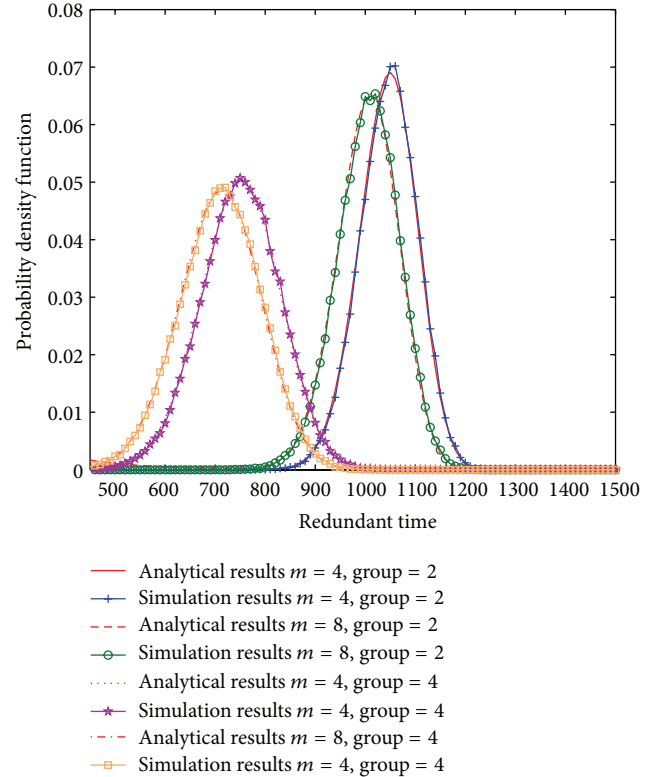 0.08
0.07
0.06
0.05
0.04
0.03
0.02
0.01
0
Probability density function
500 600 700 800 900 1000 1100 1200 1300 1400 1500
Redundant time
Analytical results m = 4, group = 2
Simulation results m = 4, group = 2
Analytical results m = 8, group = 2
Simulation results m = 8, group = 2
Analytical results m = 4, group = 4
Simulation results m = 4, group = 4
Analytical results m = 8, group = 4
Simulation results m = 4, group = 4